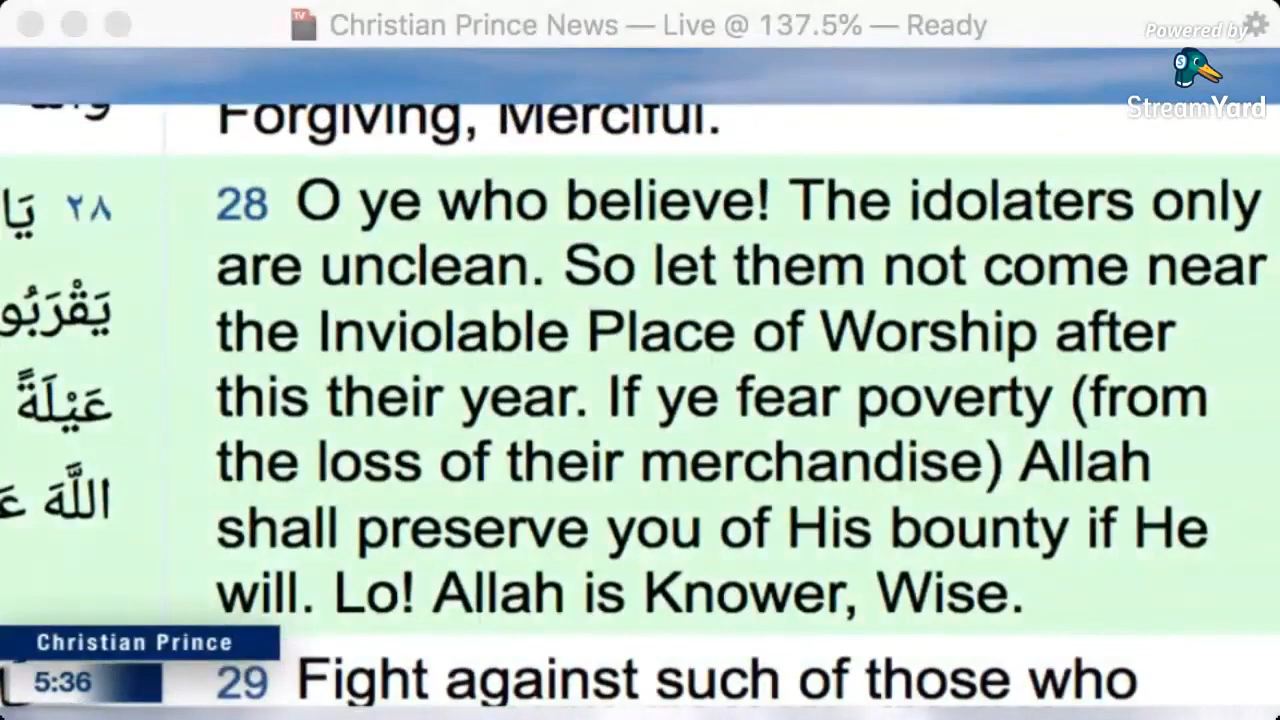 Christian Prince News — Live @ 137.5% — Ready
Powered by
StreamYard
Forgiving, Merciful.
28 O ye who believe! The idolaters only
are unclean. So let them not come near
the Inviolable Place of Worship after
this their year. If ye fear poverty (from
the loss of their merchandise) Allah
shall preserve you of His bounty if He
will. Lo! Allah is Knower, Wise.
29 Fight against such of those who
٢٨ يَا
يَقْرَبُو
عَيْلَةً
اللَّهَ عَ
Christian Prince
5:36